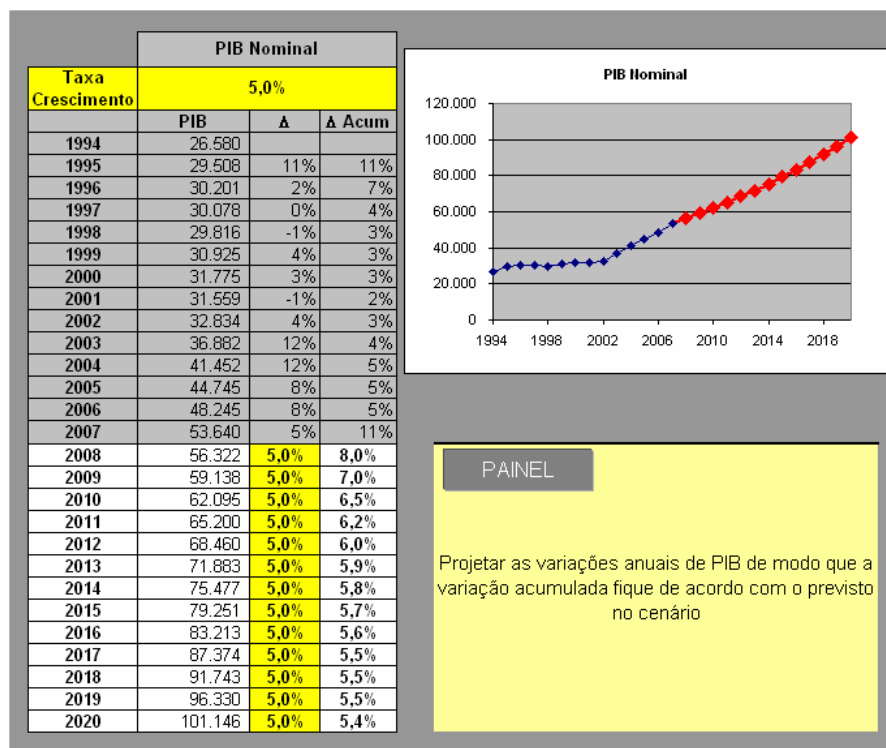 PIB Nominal
Taxa Crescimento 5,0%
PIB Δ Δ Acum
1994 26.580
1995 29.508 11% 11%
1996 30.201 2% 7%
1997 30.078 0% 4%
1998 29.816 -1% 3%
1999 30.925 4% 3%
2000 31.775 3% 3%
2001 31.559 -1% 2%
2002 32.834 4% 3%
2003 36.882 12% 4%
2004 41.452 12% 5%
2005 44.745 8% 5%
2006 48.245 8% 5%
2007 53.640 5% 11%
2008 56.322 5,0% 8,0%
2009 59.138 5,0% 7,0%
2010 62.095 5,0% 6,5%
2011 65.200 5,0% 6,2%
2012 68.460 5,0% 6,0%
2013 71.883 5,0% 5,9%
2014 75.477 5,0% 5,8%
2015 79.251 5,0% 5,7%
2016 83.213 5,0% 5,6%
2017 87.374 5,0% 5,5%
2018 91.743 5,0% 5,5%
2019 96.330 5,0% 5,5%
2020 101.146 5,0% 5,4%
PIB Nominal
120.000
100.000
80.000
60.000
40.000
20.000
0
1994 1998 2002 2006 2010 2014 2018
PAINEL
Projetar as variações anuais de PIB de modo que a
variação acumulada fique de acordo com o previsto
no cenário